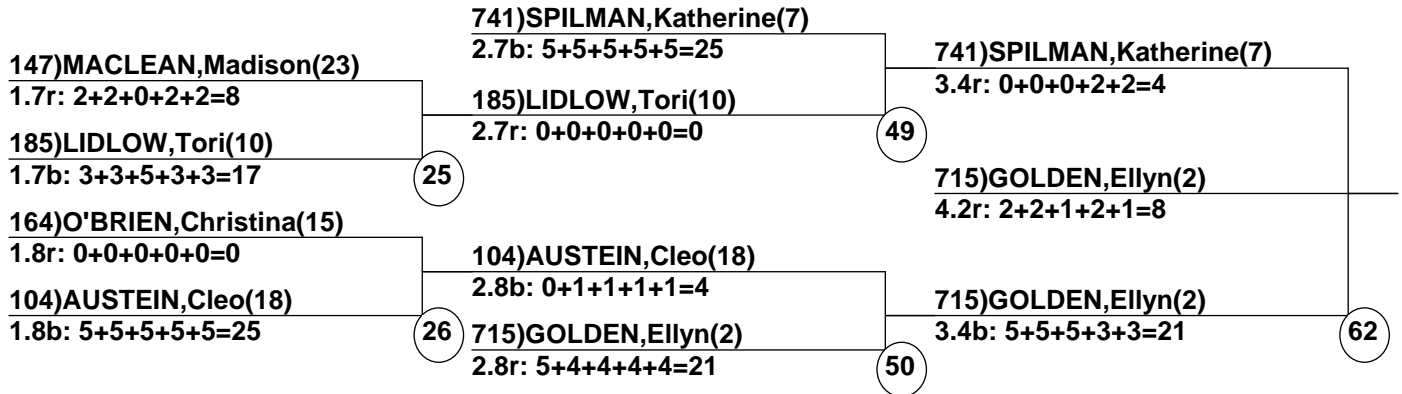 147)MACLEAN,Madison(23)
1.7r: 2+2+0+2+2=8
185)LIDLOW,Tori(10)
1.7b: 3+3+5+3+3=17
25
164)O'BRIEN,Christina(15)
1.8r: 0+0+0+0+0=0
104)AUSTEIN,Cleo(18)
1.8b: 5+5+5+5+5=25
26
741)SPILMAN,Katherine(7)
2.7b: 5+5+5+5+5=25
185)LIDLOW,Tori(10)
2.7r: 0+0+0+0+0=0
49
104)AUSTEIN,Cleo(18)
2.8b: 0+1+1+1+1=4
715)GOLDEN,Ellyn(2)
2.8r: 5+4+4+4+4=21
50
741)SPILMAN,Katherine(7)
3.4r: 0+0+0+2+2=4
715)GOLDEN,Ellyn(2)
4.2r: 2+2+1+2+1=8
715)GOLDEN,Ellyn(2)
3.4b: 5+5+5+3+3=21
62